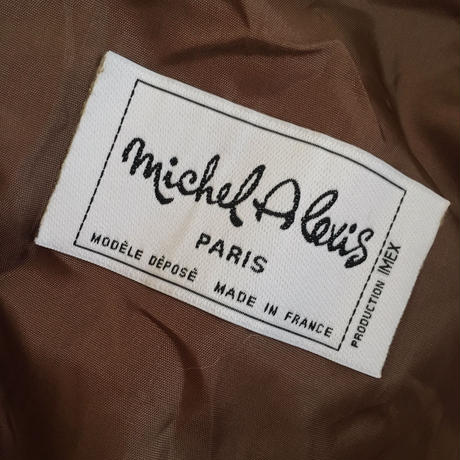 Michel Alexis
PARIS
MODÈLE DÉPOSÉ MADE IN FRANCE
PRODUCTION IMEX